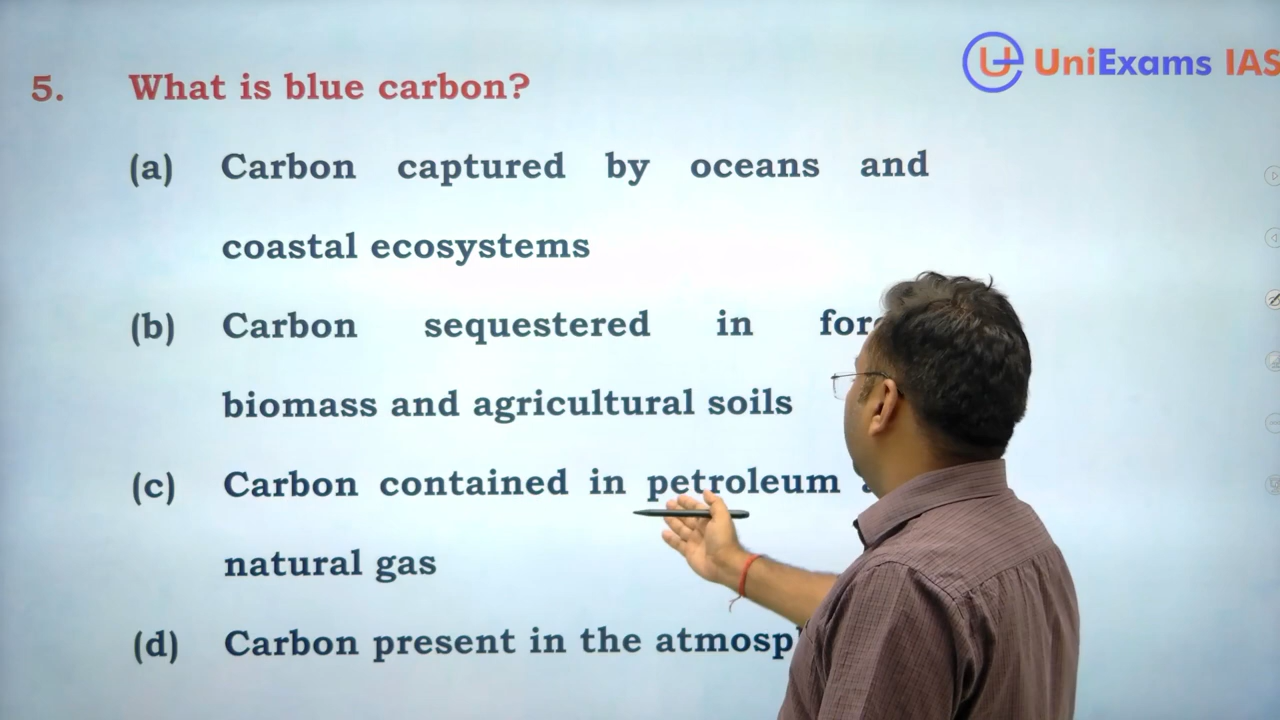 UniExams IAS
5. What is blue carbon?
(a) Carbon captured by oceans and
coastal ecosystems
(b) Carbon sequestered in
biomass and agricultural soils
(c) Carbon contained in petroleum
natural gas
(d) Carbon present in the